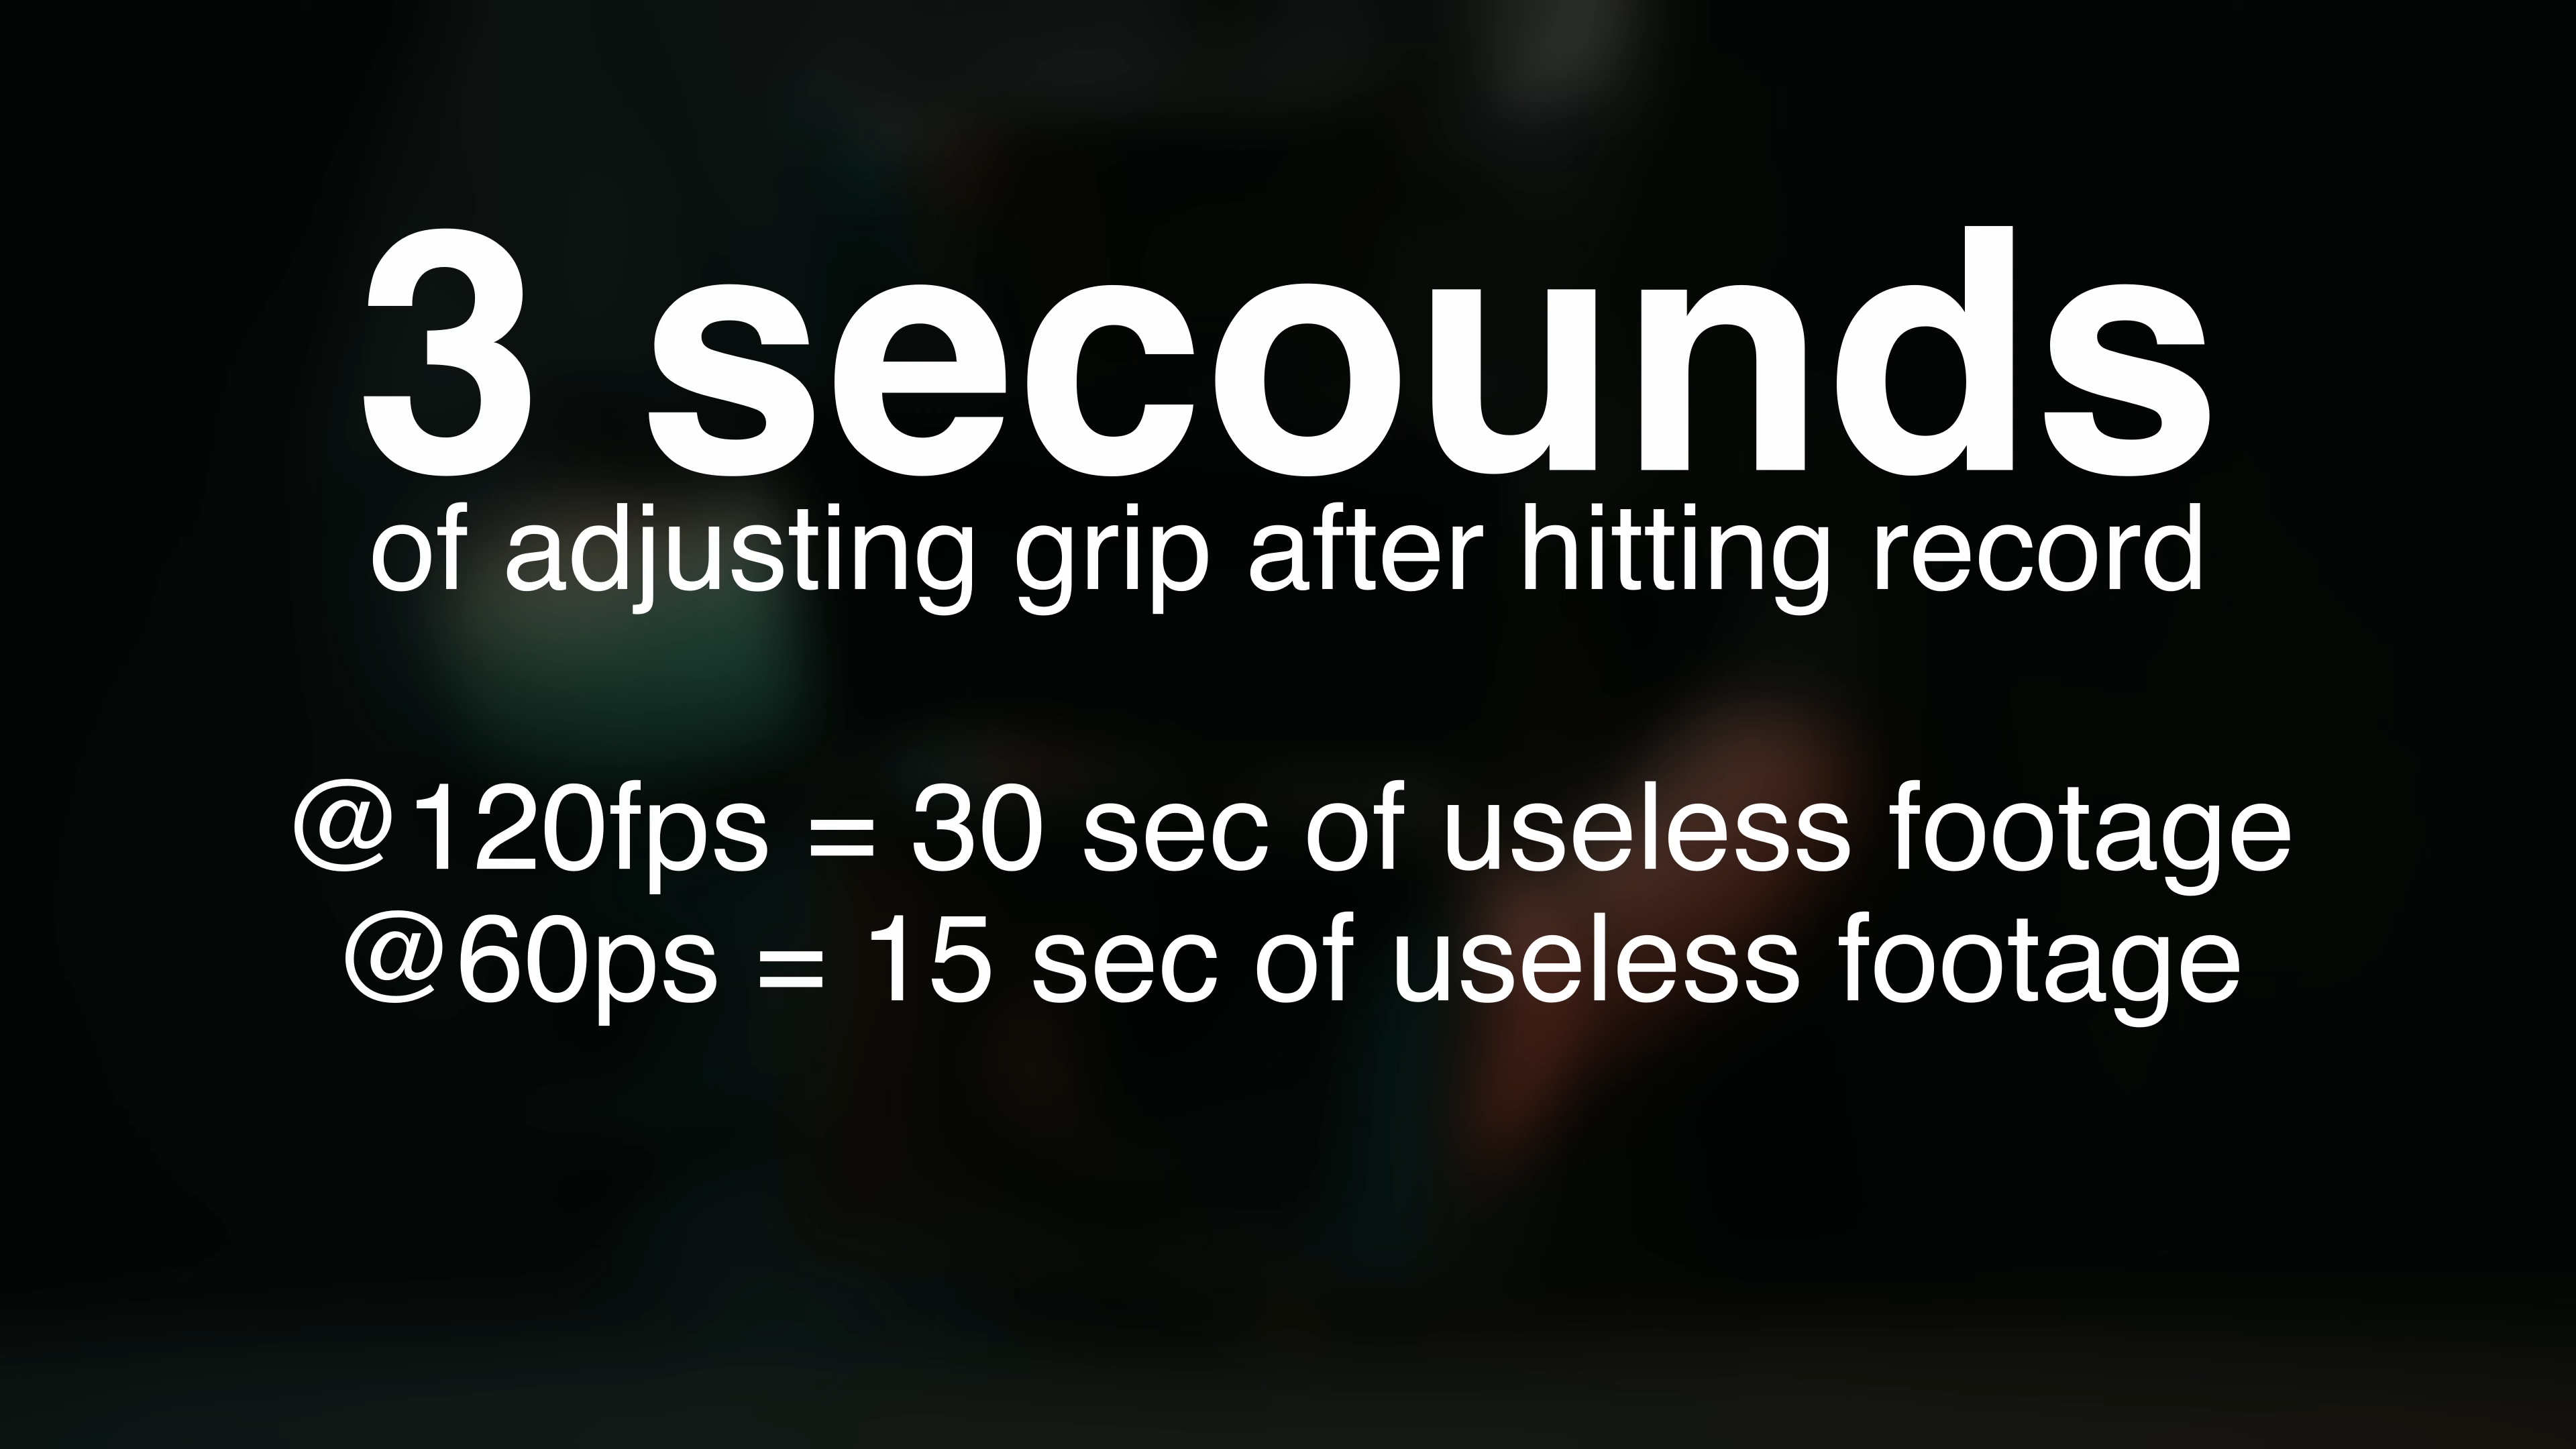 3 secounds
of adjusting grip after hitting record
@120fps = 30 sec of useless footage
@60ps = 15 sec of useless footage